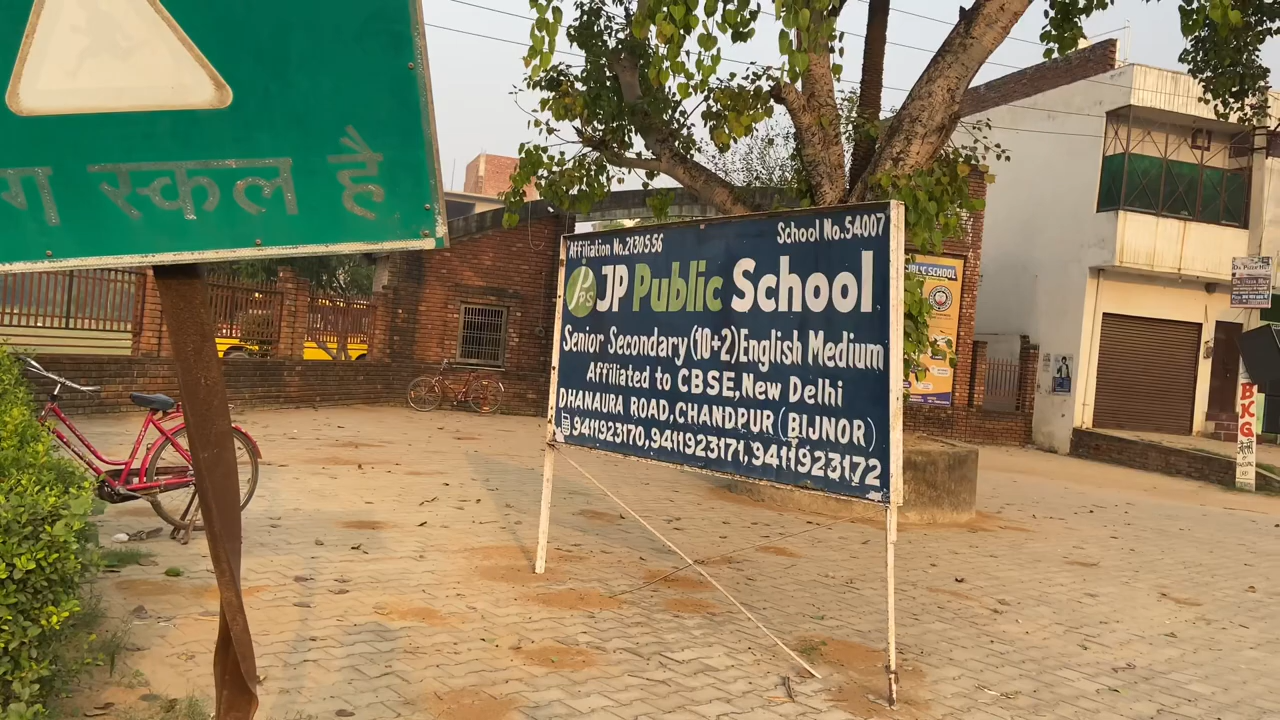 स्कूल है
Affiliation No.2130556
School No.54007
JPS
JP Public School
Senior Secondary (10+2) English Medium
Affiliated to CBSE, New Delhi
DHANAURA ROAD, CHANDPUR (BIJNOR)
9411923170, 9411923171, 9411923172
PUBLIC SCHOOL
BKG